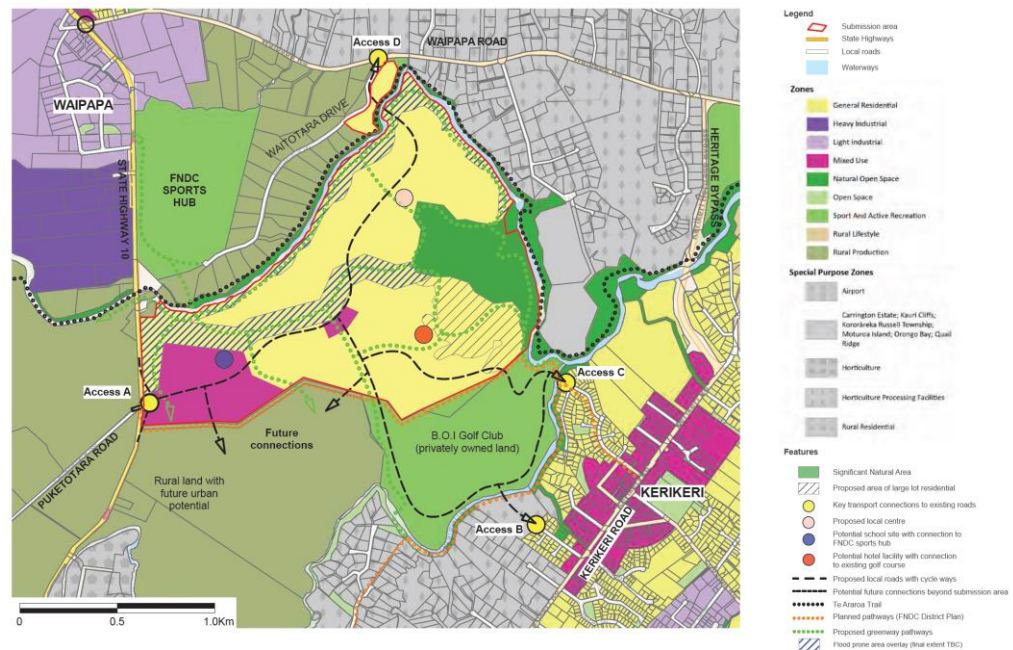 Access D
WAIPAPA ROAD
WAIPAPA
WAITOTARA DRIVE
FNDC
SPORTS
HUB
STATE HIGHWAY 10
HERITAGE BYPASS
Access A
Access C
PUKETOTARA ROAD
Future
connections
B.O.I Golf Club
(privately owned land)
Rural land with
future urban
potential
Access B
KERIKERI
KERIKERI ROAD
0
0.5
1.0Km
Legend
Submission area
State Highways
Local roads
Waterways
Zones
General Residential
Heavy Industrial
Light Industrial
Mixed Use
Natural Open Space
Open Space
Sport And Active Recreation
Rural Lifestyle
Rural Production
Special Purpose Zones
Airport
Carrington Estate; Kauri Cliffs;
Kororāreka Russell Township;
Moturoa Island; Orongo Bay; Quail
Ridge
Horticulture
Horticulture Processing Facilities
Rural Residential
Features
Significant Natural Area
Proposed area of large lot residential
Key transport connections to existing roads
Proposed local centre
Potential school site with connection to
FNDC sports hub
Potential hotel facility with connection
to existing golf course
Proposed local roads with cycle ways
Potential future connections beyond submission area
Te Araroa Trail
Planned pathways (FNDC District Plan)
Proposed greenway pathways
Flood prone area overlay (final extent TBC)